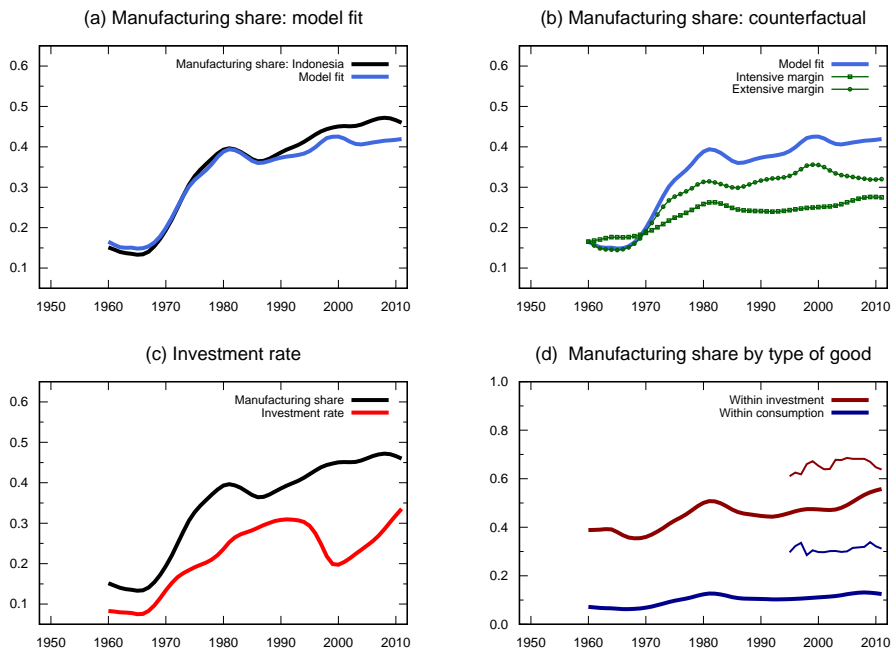 (a) Manufacturing share: model fit
0.6
0.5
0.4
0.3
0.2
0.1
Manufacturing share: Indonesia
Model fit
1950 1960 1970 1980 1990 2000 2010
(b) Manufacturing share: counterfactual
0.6
0.5
0.4
0.3
0.2
0.1
Model fit
Intensive margin
Extensive margin
1950 1960 1970 1980 1990 2000 2010
(c) Investment rate
0.6
0.5
0.4
0.3
0.2
0.1
Manufacturing share
Investment rate
1950 1960 1970 1980 1990 2000 2010
(d) Manufacturing share by type of good
1.0
0.8
0.6
0.4
0.2
0.0
Within investment
Within consumption
1950 1960 1970 1980 1990 2000 2010